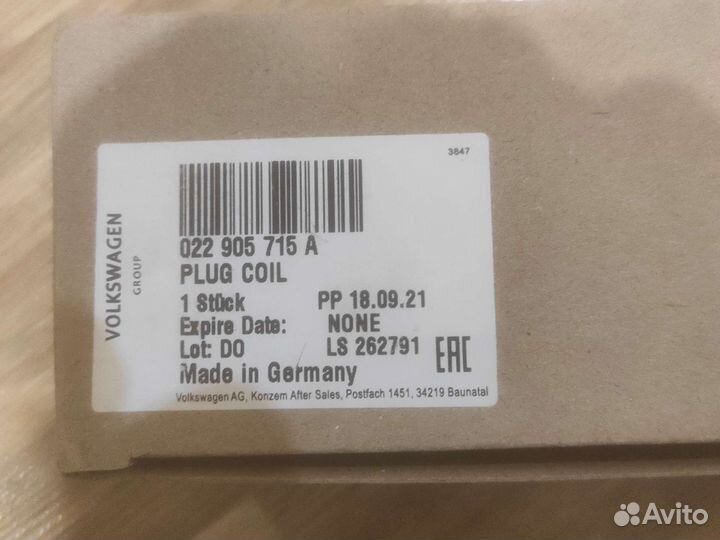 3847
VOLKSWAGEN
GROUP
022 905 715 A
PLUG COIL
1 Stück PP 18.09.21
Expire Date: NONE
Lot: DO LS 262791
EAC
Made in Germany
Volkswagen AG, Konzern After Sales, Postfach 1451, 34219 Baunatal
Avito